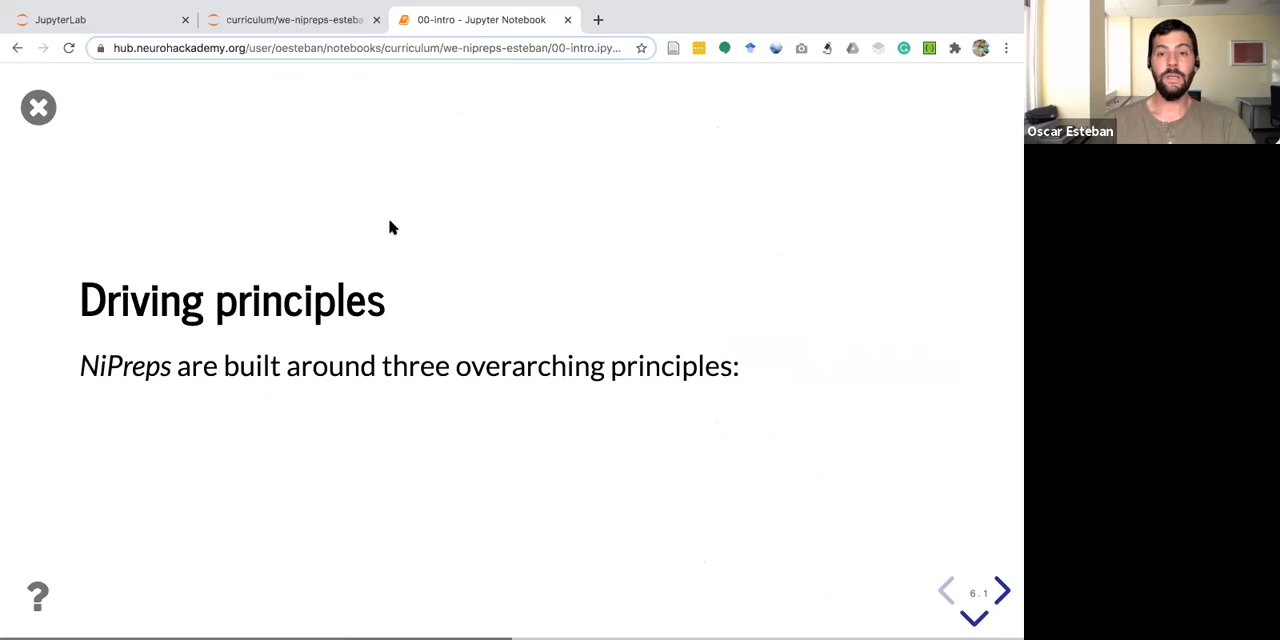 JupyterLab
curriculum/we-nipreps-esteba
00-intro - Jupyter Notebook
hub.neurohackademy.org/user/oesteban/notebooks/curriculum/we-nipreps-esteban/00-intro.ipy...
Oscar Esteban
Driving principles
NiPreps are built around three overarching principles:
?
6.1